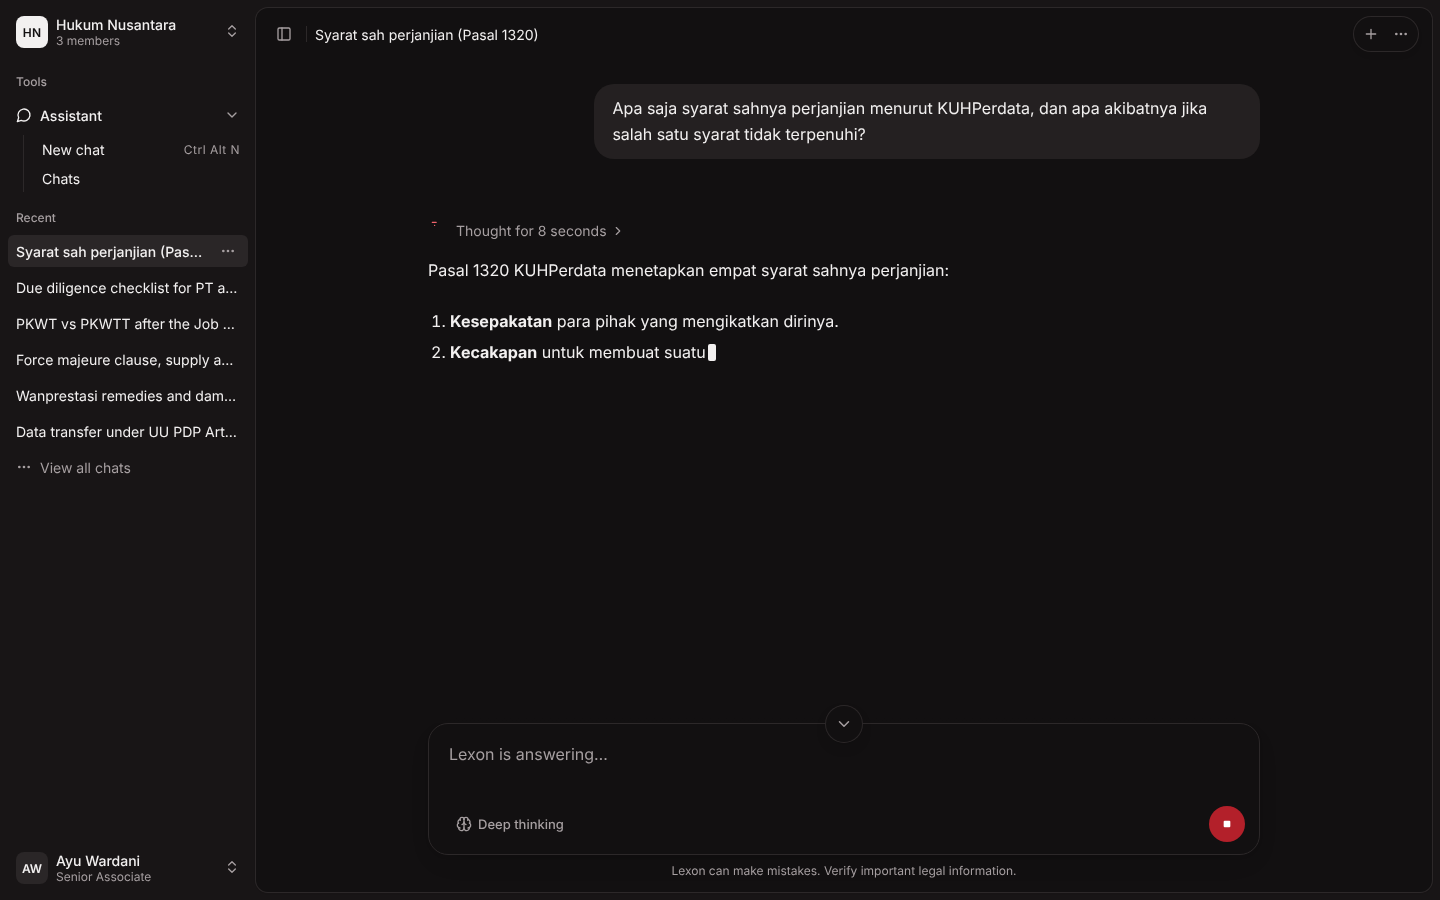 HN
Hukum Nusantara
3 members
Tools
Assistant
New chat
Ctrl Alt N
Chats
Recent
Syarat sah perjanjian (Pas...
Due diligence checklist for PT a...
PKWT vs PKWTT after the Job ...
Force majeure clause, supply a...
Wanprestasi remedies and dam...
Data transfer under UU PDP Art...
View all chats
AW
Ayu Wardani
Senior Associate
Syarat sah perjanjian (Pasal 1320)
Apa saja syarat sahnya perjanjian menurut KUHPerdata, dan apa akibatnya jika
salah satu syarat tidak terpenuhi?
Thought for 8 seconds
Pasal 1320 KUHPerdata menetapkan empat syarat sahnya perjanjian:
1. Kesepakatan para pihak yang mengikatkan dirinya.
2. Kecakapan untuk membuat suatu
Lexon is answering...
Deep thinking
Lexon can make mistakes. Verify important legal information.